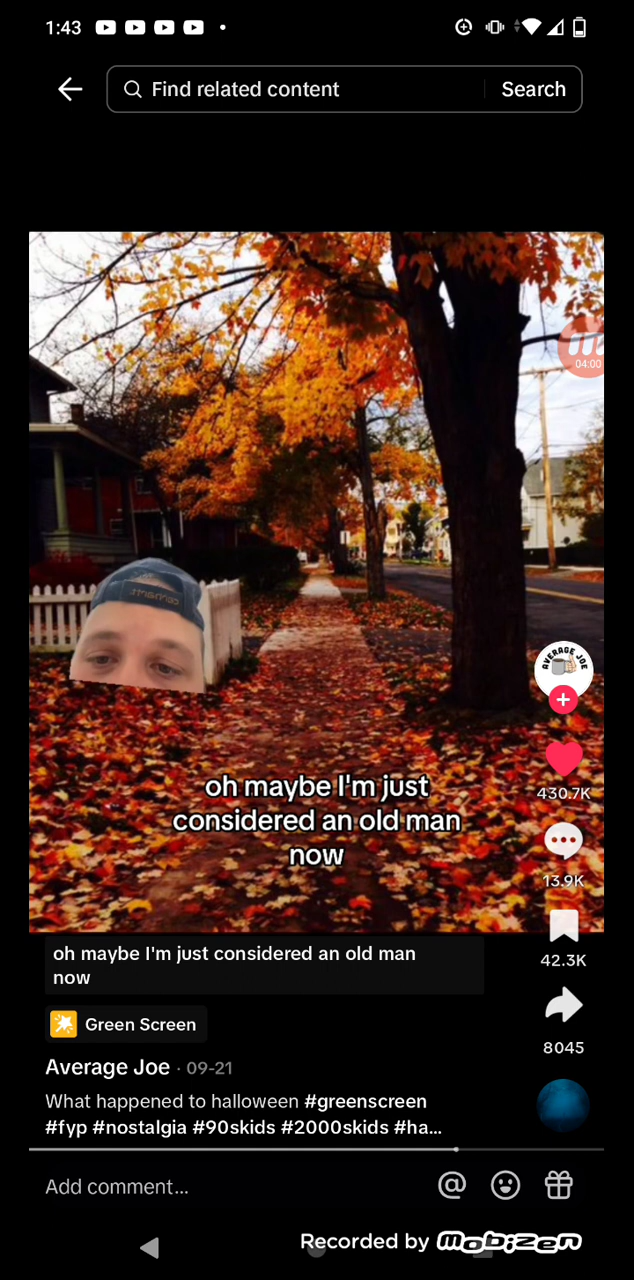 1:43
Find related content
Search
04:00
AVERAGE JOE
430.7K
oh maybe I'm just
considered an old man
now
13.9K
42.3K
oh maybe I'm just considered an old man
now
Green Screen
8045
Average Joe · 09-21
What happened to halloween #greenscreen
#fyp #nostalgia #90skids #2000skids #ha...
Add comment...
Recorded by mobizen